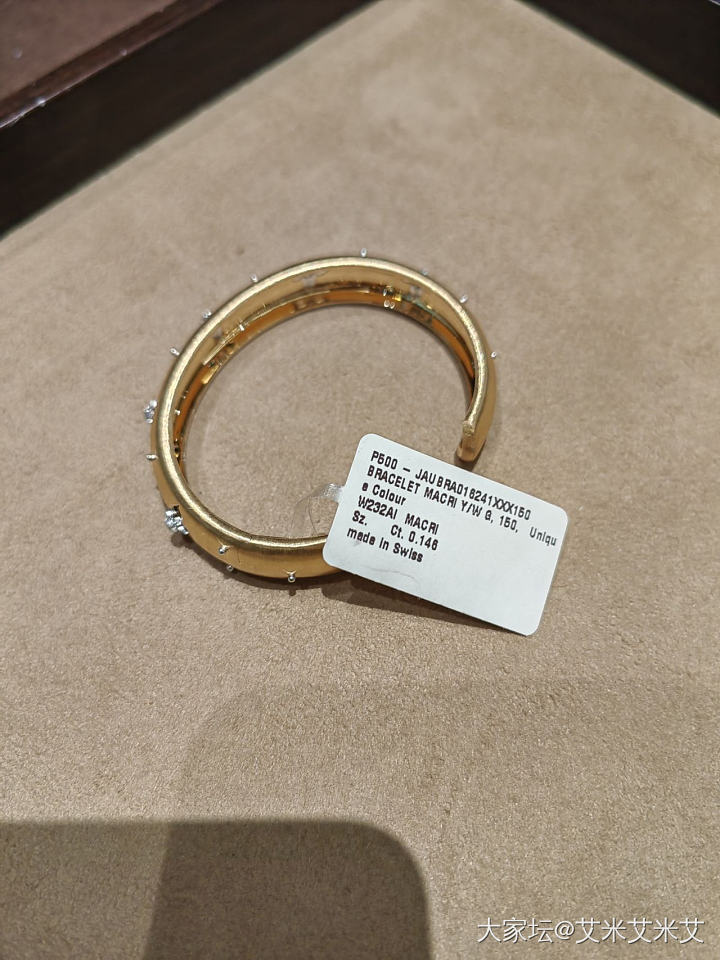 P500 - JAUBRA016241XXX150
BRACELET MACRI Y/W G, 150, Uniqu
e Colour
W232AI MACRI
Sz. Ct. 0.146
made in Swiss
大家坛@艾米艾米艾